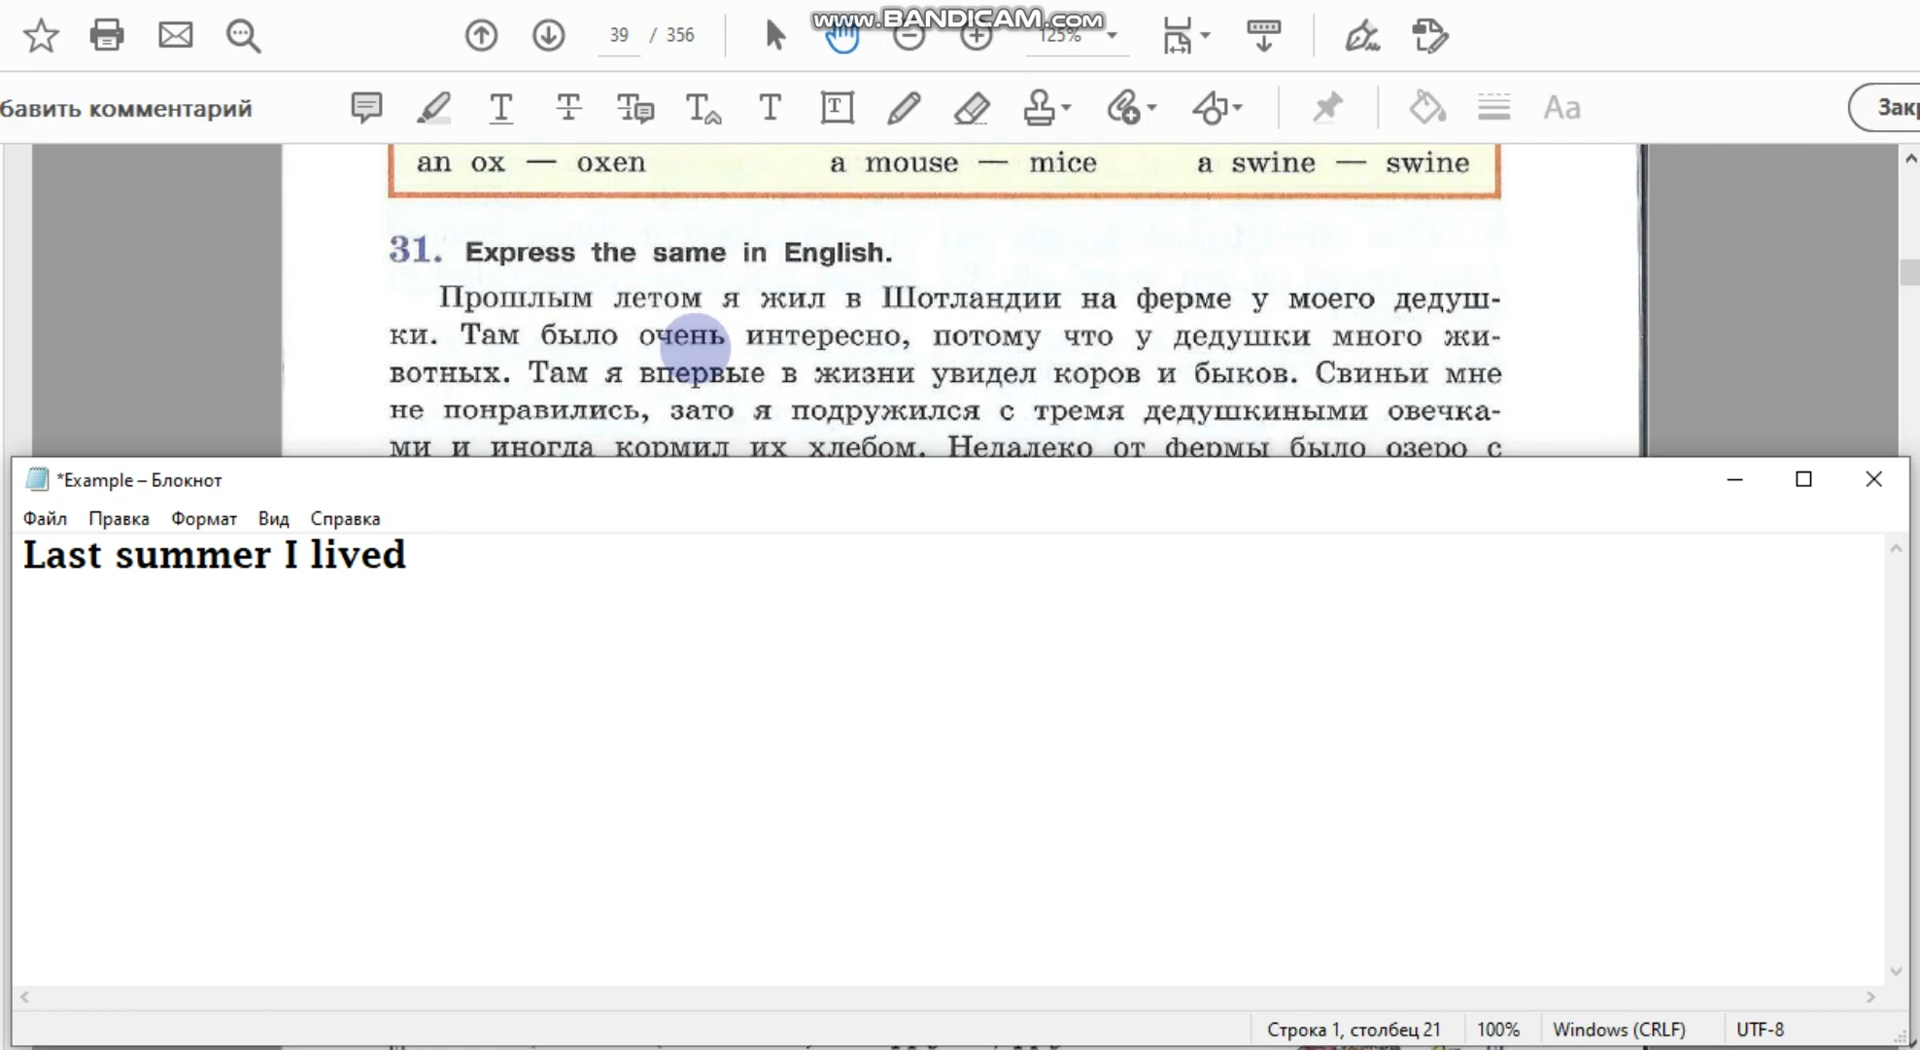 www.BANDICAM.com
39 / 356
125%
бавить комментарий
Aa
an ox — oxen a mouse — mice a swine — swine
31. Express the same in English.
Прошлым летом я жил в Шотландии на ферме у моего дедуш-
ки. Там было очень интересно, потому что у дедушки много жи-
вотных. Там я впервые в жизни увидел коров и быков. Свиньи мне
не понравились, зато я подружился с тремя дедушкиными овечка-
ми и иногда кормил их хлебом. Недалеко от фермы было озеро с
*Example – Блокнот
Файл Правка Формат Вид Справка
Last summer I lived
Строка 1, столбец 21 100% Windows (CRLF) UTF-8